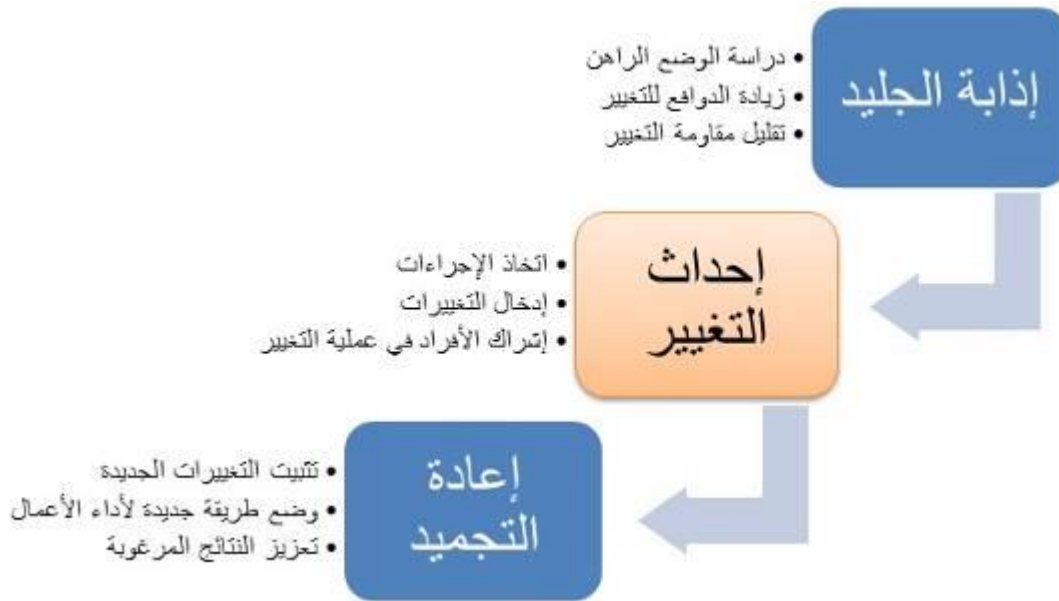 إذابة الجليد
• دراسة الوضع الراهن
• زيادة الدوافع للتغيير
• تقليل مقاومة التغيير
إحداث
التغيير
• اتخاذ الإجراءات
• إدخال التغييرات
• إشراك الأفراد في عملية التغيير
إعادة
التجميد
• تثبيت التغييرات الجديدة
• وضع طريقة جديدة لأداء الأعمال
• تعزيز النتائج المرغوبة